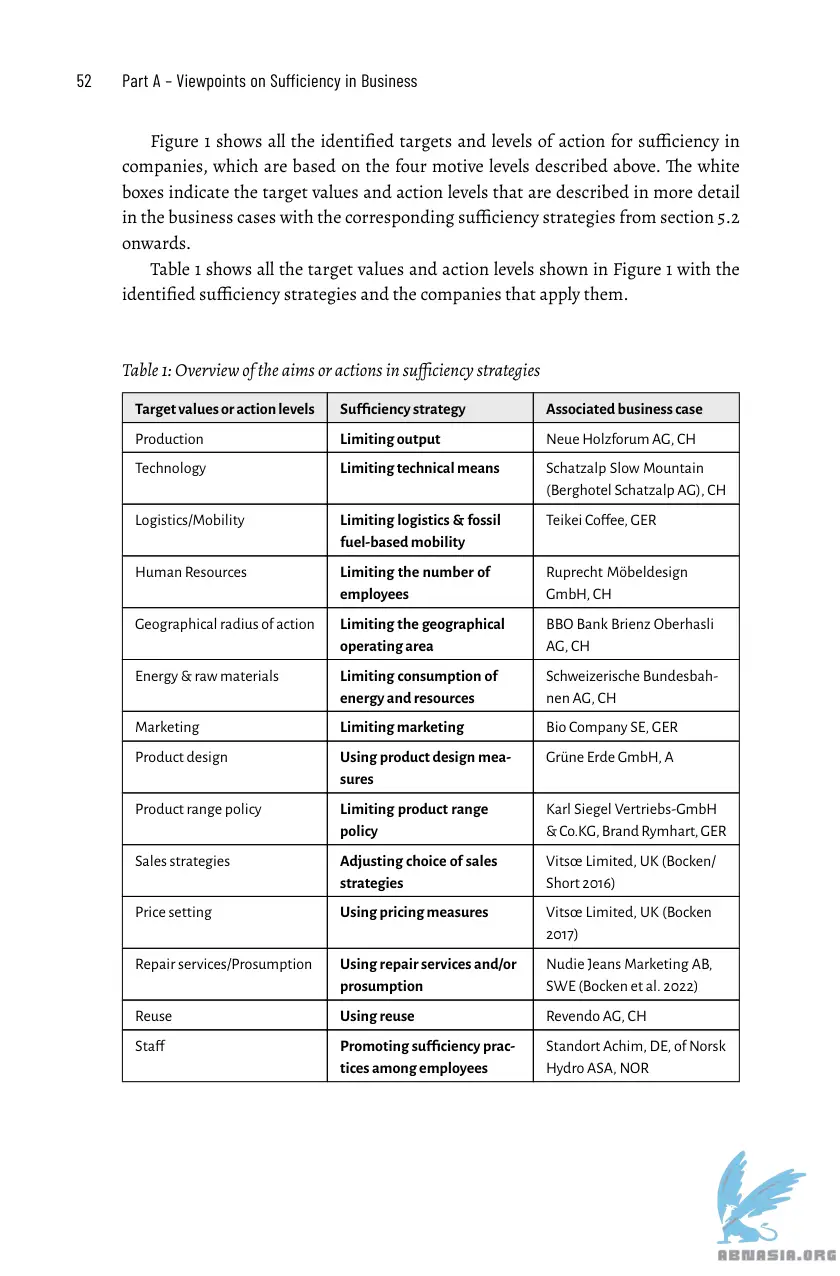 52 Part A – Viewpoints on Sufficiency in Business
Figure 1 shows all the identified targets and levels of action for sufficiency in
companies, which are based on the four motive levels described above. The white
boxes indicate the target values and action levels that are described in more detail
in the business cases with the corresponding sufficiency strategies from section 5.2
onwards.
Table 1 shows all the target values and action levels shown in Figure 1 with the
identified sufficiency strategies and the companies that apply them.
Table 1: Overview of the aims or actions in sufficiency strategies
Target values or action levels Sufficiency strategy Associated business case
Production Limiting output Neue Holzforum AG, CH
Technology Limiting technical means Schatzalp Slow Mountain
(Berghotel Schatzalp AG), CH
Logistics/Mobility Limiting logistics & fossil Teikei Coffee, GER
fuel-based mobility
Human Resources Limiting the number of Ruprecht Möbeldesign
employees GmbH, CH
Geographical radius of action Limiting the geographical BBO Bank Brienz Oberhasli
operating area AG, CH
Energy & raw materials Limiting consumption of Schweizerische Bundesbah-
energy and resources nen AG, CH
Marketing Limiting marketing Bio Company SE, GER
Product design Using product design mea- Grüne Erde GmbH, A
sures
Product range policy Limiting product range Karl Siegel Vertriebs-GmbH
policy & Co.KG, Brand Rymhart, GER
Sales strategies Adjusting choice of sales Vitsœ Limited, UK (Bocken/
strategies Short 2016)
Price setting Using pricing measures Vitsœ Limited, UK (Bocken
2017)
Repair services/Prosumption Using repair services and/or Nudie Jeans Marketing AB,
prosumption SWE (Bocken et al. 2022)
Reuse Using reuse Revendo AG, CH
Staff Promoting sufficiency prac- Standort Achim, DE, of Norsk
tices among employees Hydro ASA, NOR
ABNASIA.ORG